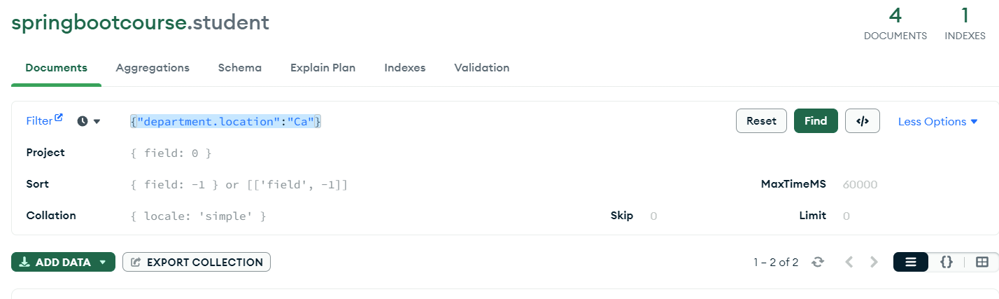 springbootcourse.student
4
DOCUMENTS
1
INDEXES
Documents Aggregations Schema Explain Plan Indexes Validation
Filter {"department.location":"Ca"} Reset Find </> Less Options
Project { field: 0 }
Sort { field: -1 } or [['field', -1]] MaxTimeMS 60000
Collation { locale: 'simple' } Skip 0 Limit 0
ADD DATA EXPORT COLLECTION 1 – 2 of 2 {}